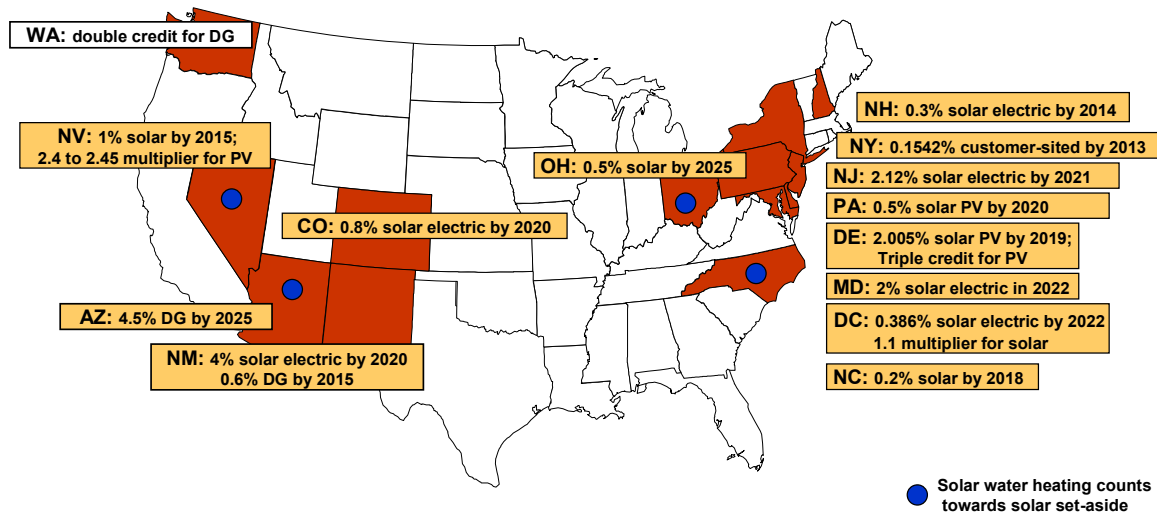 WA: double credit for DG
NV: 1% solar by 2015;
2.4 to 2.45 multiplier for PV
CO: 0.8% solar electric by 2020
AZ: 4.5% DG by 2025
NM: 4% solar electric by 2020
0.6% DG by 2015
OH: 0.5% solar by 2025
NH: 0.3% solar electric by 2014
NY: 0.1542% customer-sited by 2013
NJ: 2.12% solar electric by 2021
PA: 0.5% solar PV by 2020
DE: 2.005% solar PV by 2019;
Triple credit for PV
MD: 2% solar electric in 2022
DC: 0.386% solar electric by 2022
1.1 multiplier for solar
NC: 0.2% solar by 2018
Solar water heating counts
towards solar set-aside